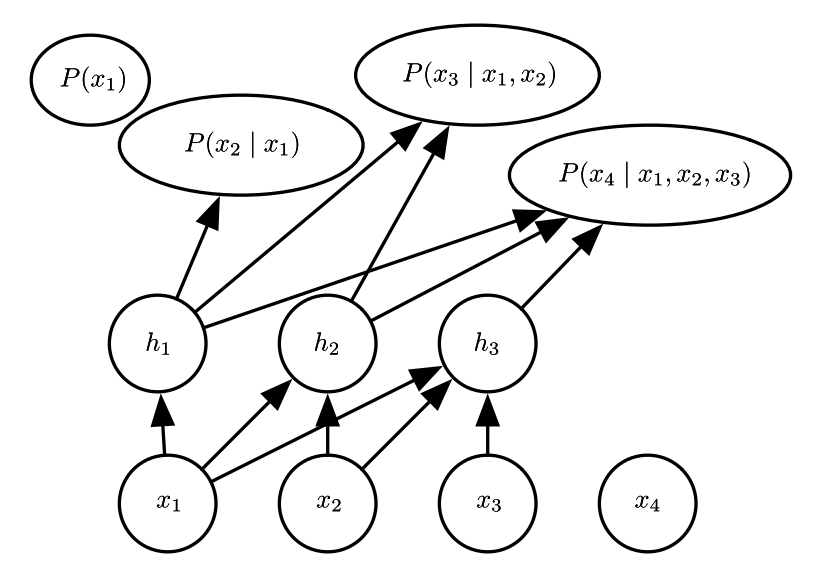 P(x₁)
P(x₃ | x₁, x₂)
P(x₂ | x₁)
P(x₄ | x₁, x₂, x₃)
h₁
h₂
h₃
x₁
x₂
x₃
x₄